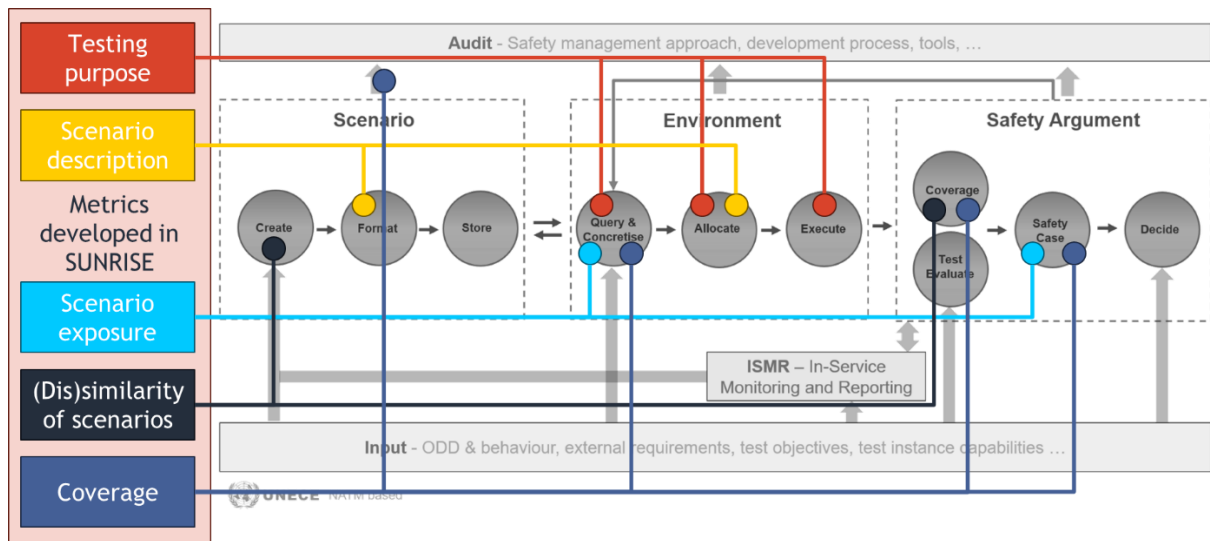 Testing
purpose
Scenario
description
Metrics
developed in
SUNRISE
Scenario
exposure
(Dis)similarity
of scenarios
Coverage
Audit - Safety management approach, development process, tools, …
Scenario
Environment
Safety Argument
Create
Format
Store
Query &
Concretise
Allocate
Execute
Coverage
Test
Evaluate
Safety
Case
Decide
ISMR – In-Service
Monitoring and Reporting
Input - ODD & behaviour, external requirements, test objectives, test instance capabilities …
UNECE NATM based